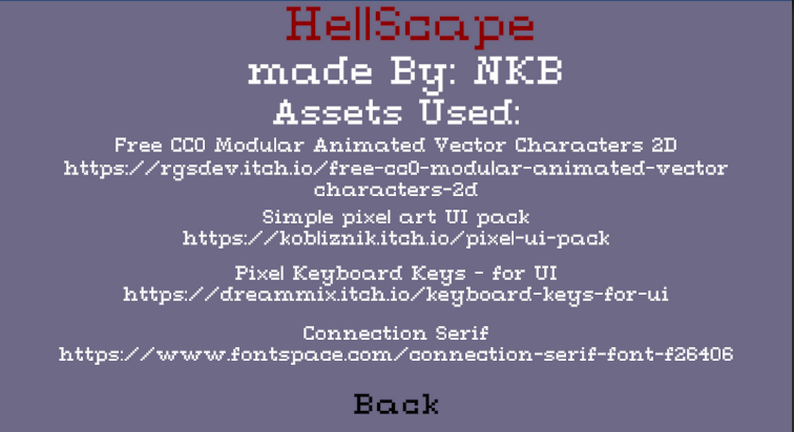 HellScape
made By: NKB
Assets Used:
Free CC0 Modular Animated Vector Characters 2D
https://rgsdev.itch.io/free-cc0-modular-animated-vector
characters-2d
Simple pixel art UI pack
https://kobliznik.itch.io/pixel-ui-pack
Pixel Keyboard Keys - for UI
https://dreammix.itch.io/keyboard-keys-for-ui
Connection Serif
https://www.fontspace.com/connection-serif-font-f26406
Back